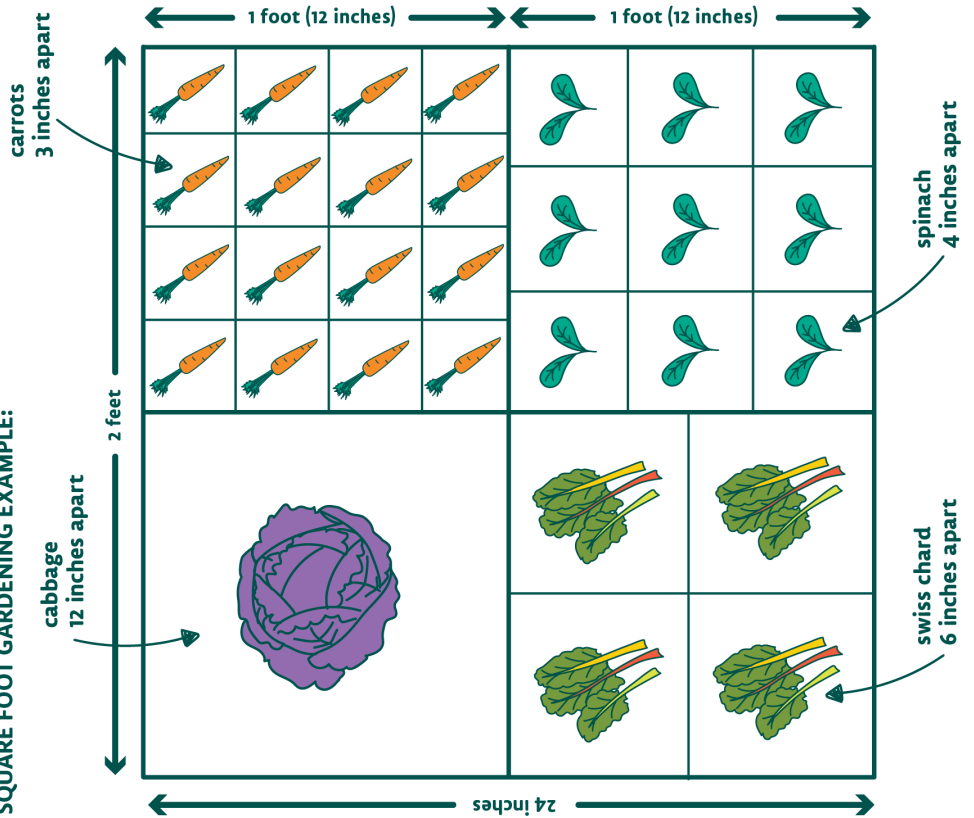 SQUARE FOOT GARDENING EXAMPLE:
1 foot (12 inches)
1 foot (12 inches)
carrots
3 inches apart
spinach
4 inches apart
2 feet
cabbage
12 inches apart
swiss chard
6 inches apart
24 inches